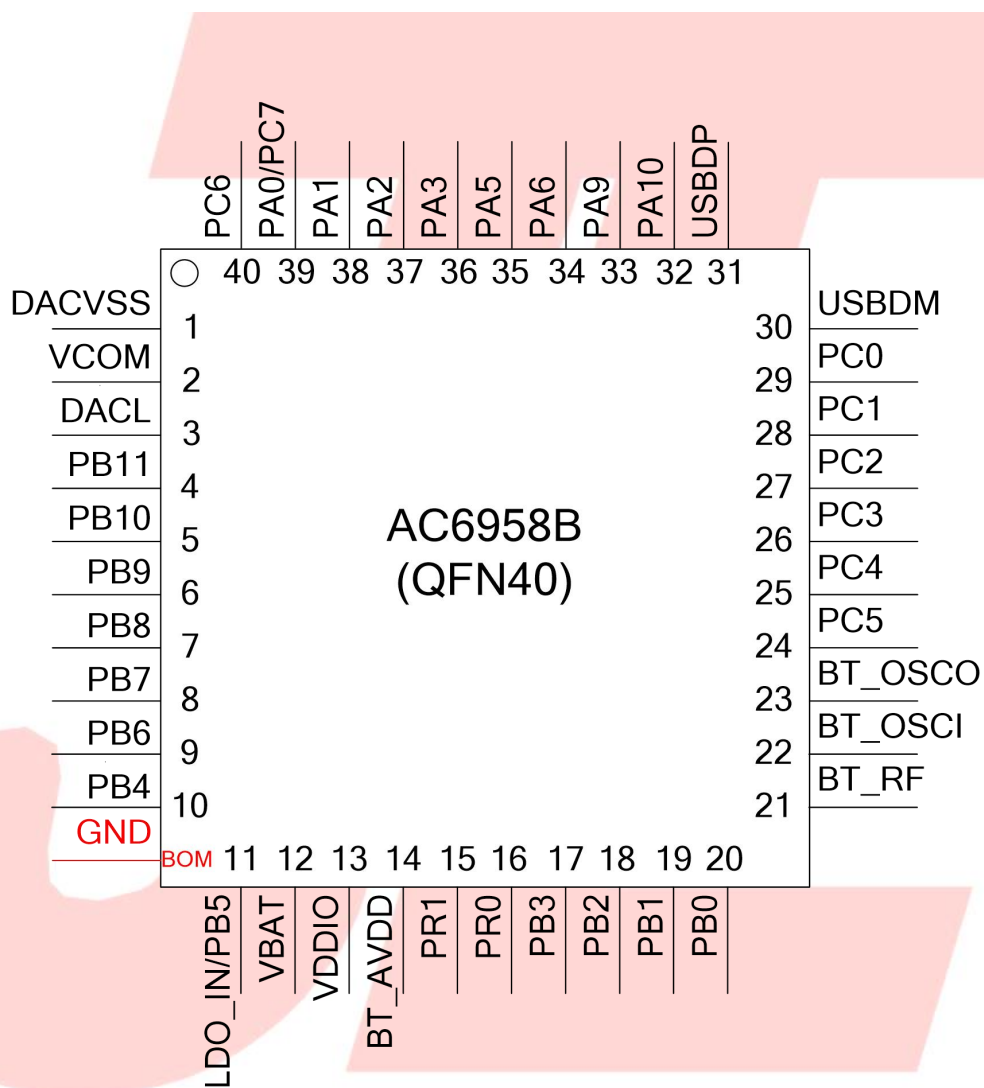 PC6
PA0/PC7
PA1
PA2
PA3
PA5
PA6
PA9
PA10
USBDP
40 39 38 37 36 35 34 33 32 31
DACVSS
1
VCOM
2
DACL
3
PB11
4
PB10
5
PB9
6
PB8
7
PB7
8
PB6
9
PB4
10
GND
BOM
AC6958B
(QFN40)
USBDM
30
PC0
29
PC1
28
PC2
27
PC3
26
PC4
25
PC5
24
BT_OSCO
23
BT_OSCI
22
BT_RF
21
11 12 13 14 15 16 17 18 19 20
LDO_IN/PB5
VBAT
VDDIO
BT_AVDD
PR1
PR0
PB3
PB2
PB1
PB0